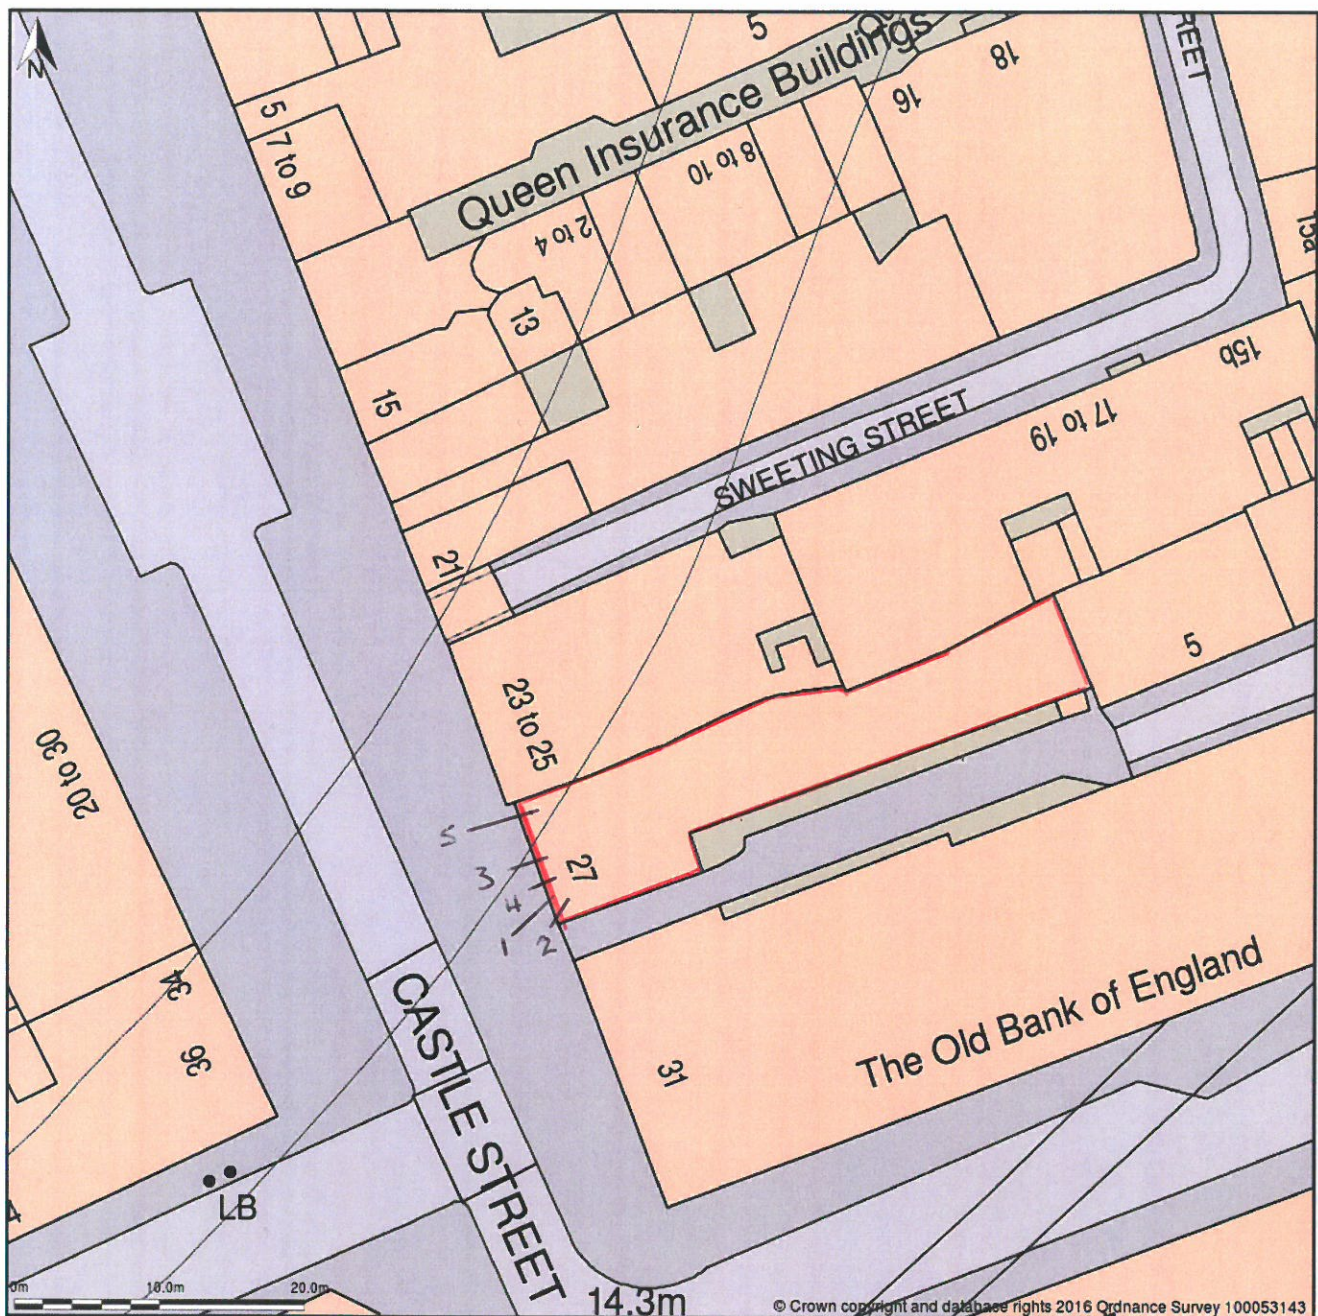 N
5
Queen Insurance Buildings
18
16
REET
5
7 to 9
8 to 10
2 to 4
15a
13
15
15b
SWEETING STREET
17 to 19
21
5
23 to 25
20 to 30
5
3
27
4
1
2
34
36
CASTLE STREET
The Old Bank of England
31
LB
0m
10.0m
20.0m
14.3m
© Crown copyright and database rights 2016 Ordnance Survey 100053143